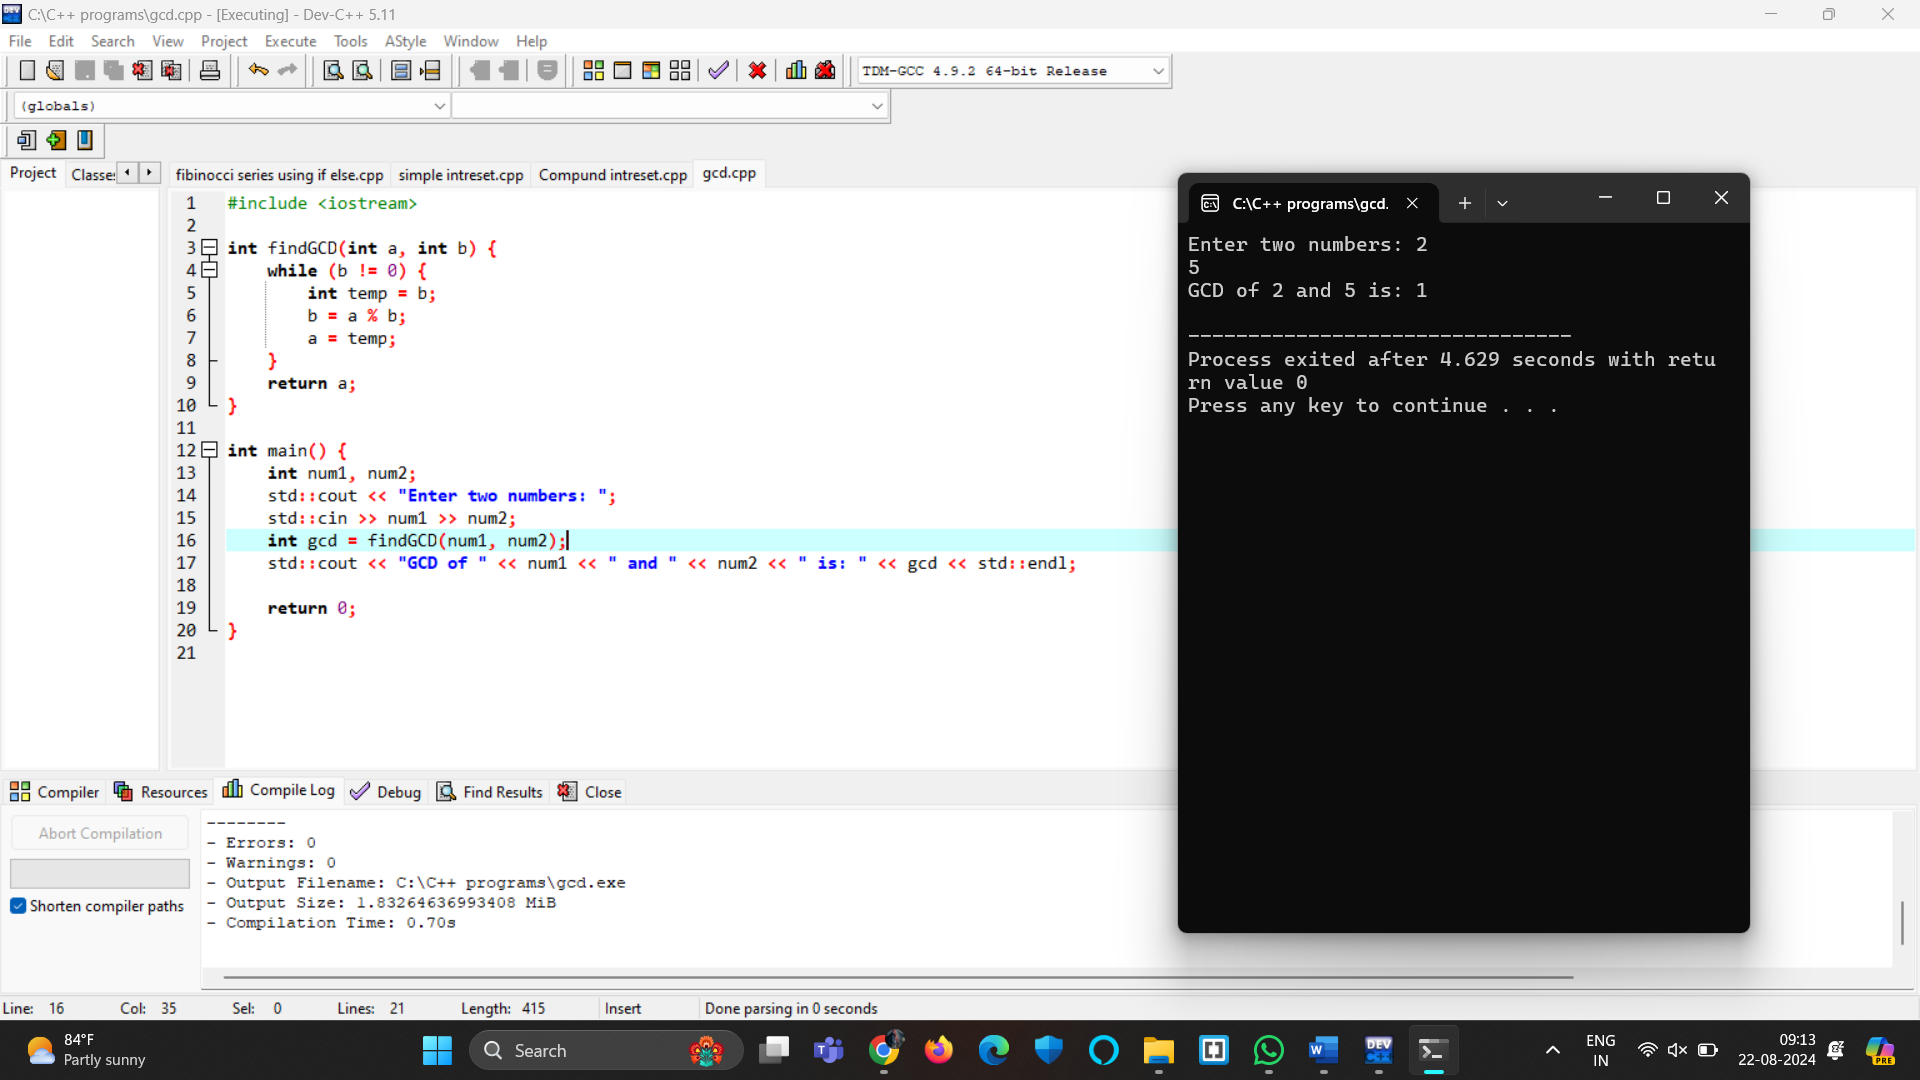 C:\C++ programs\gcd.cpp - [Executing] - Dev-C++ 5.11
File Edit Search View Project Execute Tools AStyle Window Help
TDM-GCC 4.9.2 64-bit Release
(globals)
Project Classes
fibinocci series using if else.cpp simple intreset.cpp Compund intreset.cpp gcd.cpp
1 #include <iostream>
2
3 int findGCD(int a, int b) {
4 while (b != 0) {
5 int temp = b;
6 b = a % b;
7 a = temp;
8 }
9 return a;
10 }
11
12 int main() {
13 int num1, num2;
14 std::cout << "Enter two numbers: ";
15 std::cin >> num1 >> num2;
16 int gcd = findGCD(num1, num2);
17 std::cout << "GCD of " << num1 << " and " << num2 << " is: " << gcd << std::endl;
18
19 return 0;
20 }
21
C:\C++ programs\gcd.
Enter two numbers: 2
5
GCD of 2 and 5 is: 1
--------------------------------
Process exited after 4.629 seconds with retu
rn value 0
Press any key to continue . . .
Compiler Resources Compile Log Debug Find Results Close
Abort Compilation
Shorten compiler paths
--------
- Errors: 0
- Warnings: 0
- Output Filename: C:\C++ programs\gcd.exe
- Output Size: 1.83264636993408 MiB
- Compilation Time: 0.70s
Line: 16 Col: 35 Sel: 0 Lines: 21 Length: 415 Insert Done parsing in 0 seconds
84°F
Partly sunny
Search
DEV
ENG
IN
09:13
22-08-2024
PRE